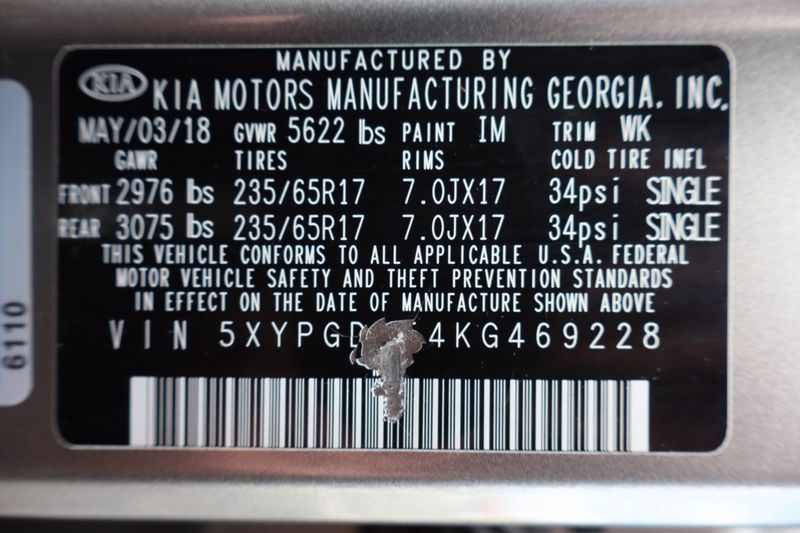 MANUFACTURED BY
KIA KIA MOTORS MANUFACTURING GEORGIA. INC.
MAY/03/18 GVWR 5622 lbs PAINT IM TRIM WK
GAWR TIRES RIMS COLD TIRE INFL
FRONT 2976 lbs 235/65R17 7.0JX17 34psi SINGLE
REAR 3075 lbs 235/65R17 7.0JX17 34psi SINGLE
THIS VEHICLE CONFORMS TO ALL APPLICABLE U.S.A. FEDERAL
MOTOR VEHICLE SAFETY AND THEFT PREVENTION STANDARDS
IN EFFECT ON THE DATE OF MANUFACTURE SHOWN ABOVE
VIN 5XYPGD 4KG469228
6110